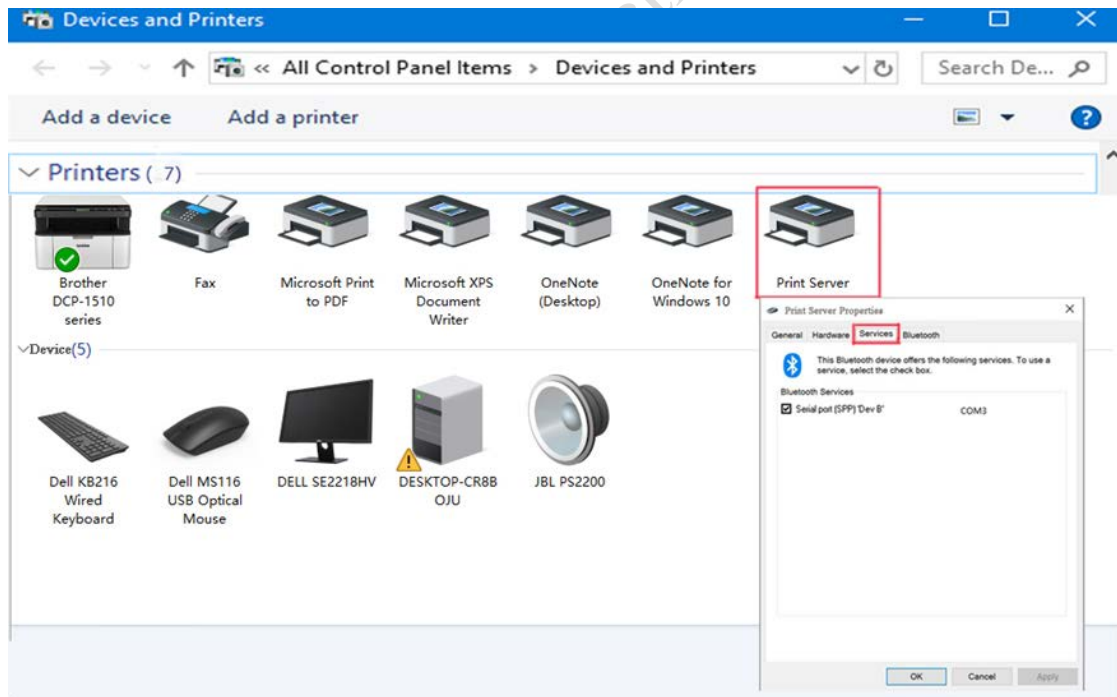 Devices and Printers
« All Control Panel Items > Devices and Printers
Search De...
Add a device Add a printer
Printers ( 7)
Brother
DCP-1510
series
Fax
Microsoft Print
to PDF
Microsoft XPS
Document
Writer
OneNote
(Desktop)
OneNote for
Windows 10
Print Server
Device(5)
Dell KB216
Wired
Keyboard
Dell MS116
USB Optical
Mouse
DELL SE2218HV
DESKTOP-CR8B
OJU
JBL PS2200
Print Server Properties
General Hardware Services Bluetooth
This Bluetooth device offers the following services. To use a
service, select the check box.
Bluetooth Services
Serial port (SPP) 'Dev B' COM3
OK Cancel Apply